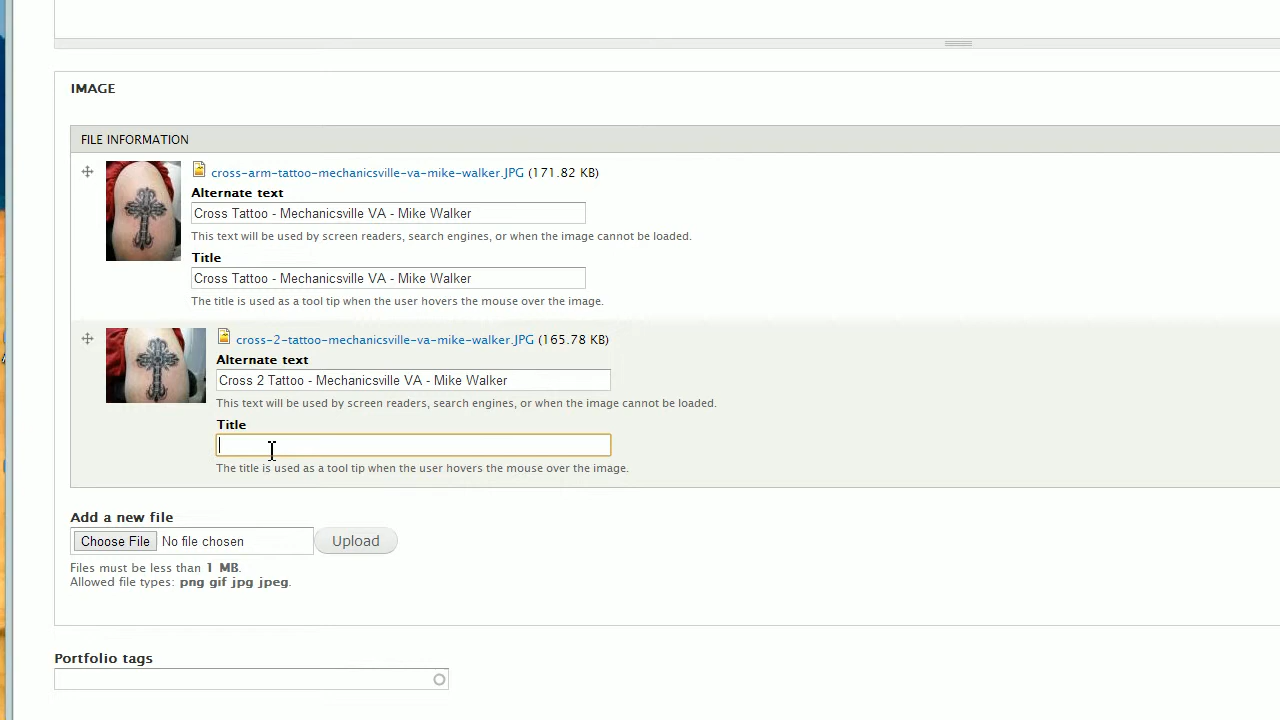 IMAGE
FILE INFORMATION
cross-arm-tattoo-mechanicsville-va-mike-walker.JPG (171.82 KB)
Alternate text
Cross Tattoo - Mechanicsville VA - Mike Walker
This text will be used by screen readers, search engines, or when the image cannot be loaded.
Title
Cross Tattoo - Mechanicsville VA - Mike Walker
The title is used as a tool tip when the user hovers the mouse over the image.
cross-2-tattoo-mechanicsville-va-mike-walker.JPG (165.78 KB)
Alternate text
Cross 2 Tattoo - Mechanicsville VA - Mike Walker
This text will be used by screen readers, search engines, or when the image cannot be loaded.
Title
The title is used as a tool tip when the user hovers the mouse over the image.
Add a new file
Choose File No file chosen Upload
Files must be less than 1 MB.
Allowed file types: png gif jpg jpeg.
Portfolio tags